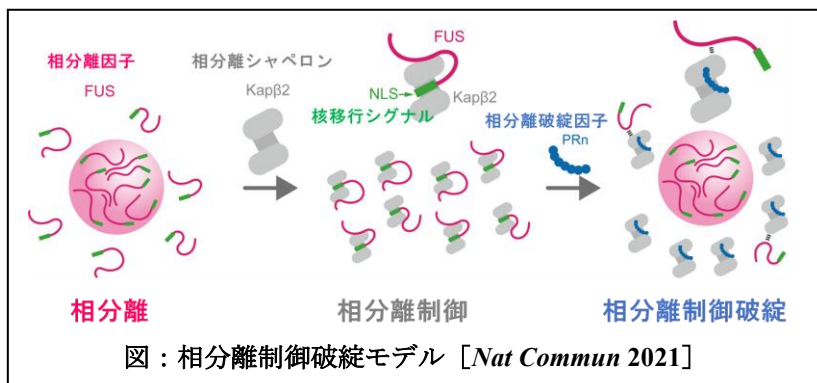 相分離因子
FUS
相分離シャペロン
Kapβ2
FUS
NLS→
Kapβ2
核移行シグナル
相分離破綻因子
PRn
相分離
相分離制御
相分離制御破綻
図：相分離制御破綻モデル［Nat Commun 2021］